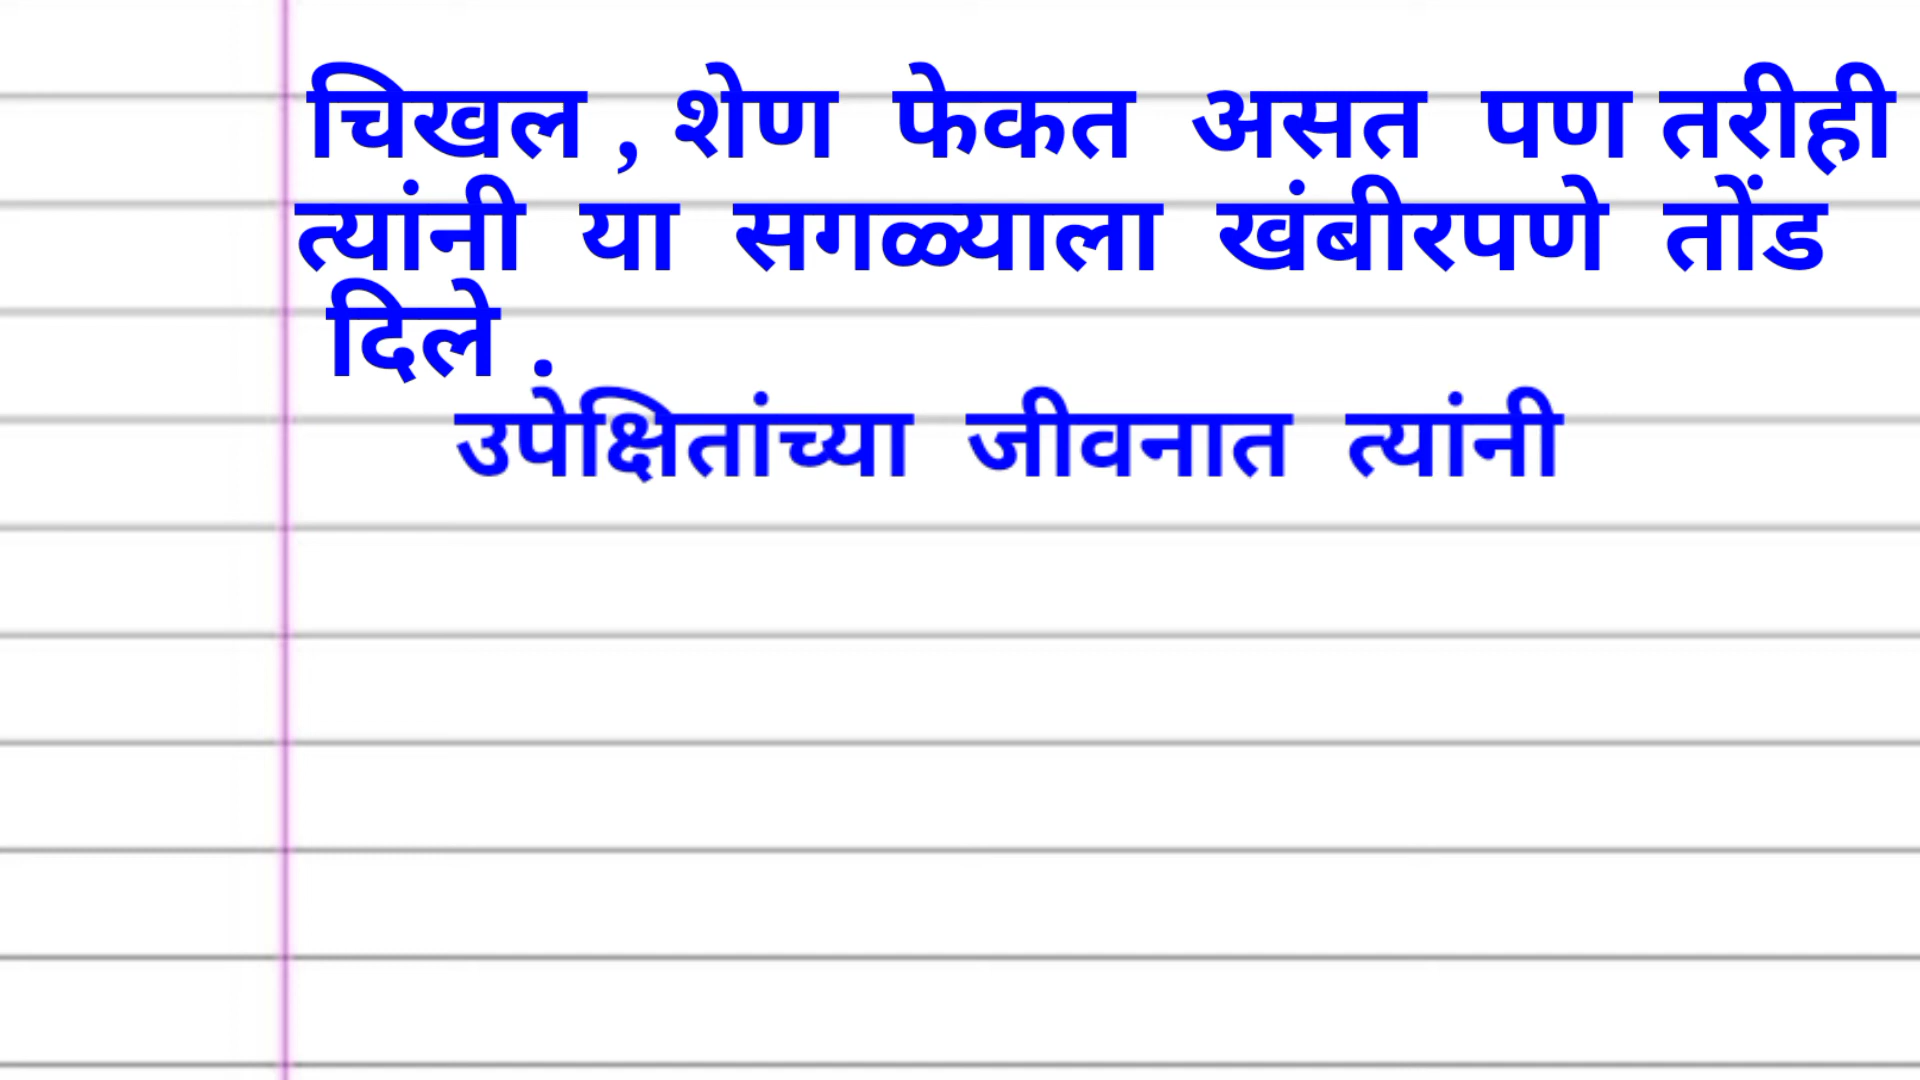 चिखल , शेण फेकत असत पण तरीही
त्यांनी या सगळ्याला खंबीरपणे तोंड
दिले .
उपेक्षितांच्या जीवनात त्यांनी